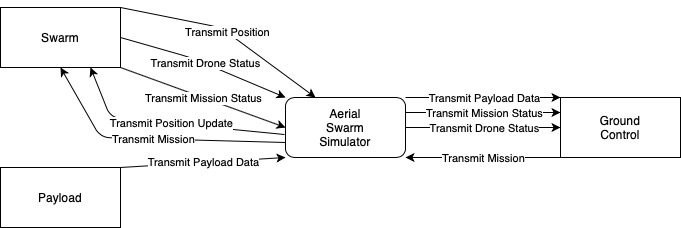 Swarm
Transmit Position
Transmit Drone Status
Transmit Mission Status
Transmit Position Update
Transmit Mission
Transmit Payload Data
Payload
Aerial
Swarm
Simulator
Transmit Payload Data
Transmit Mission Status
Transmit Drone Status
Transmit Mission
Ground
Control